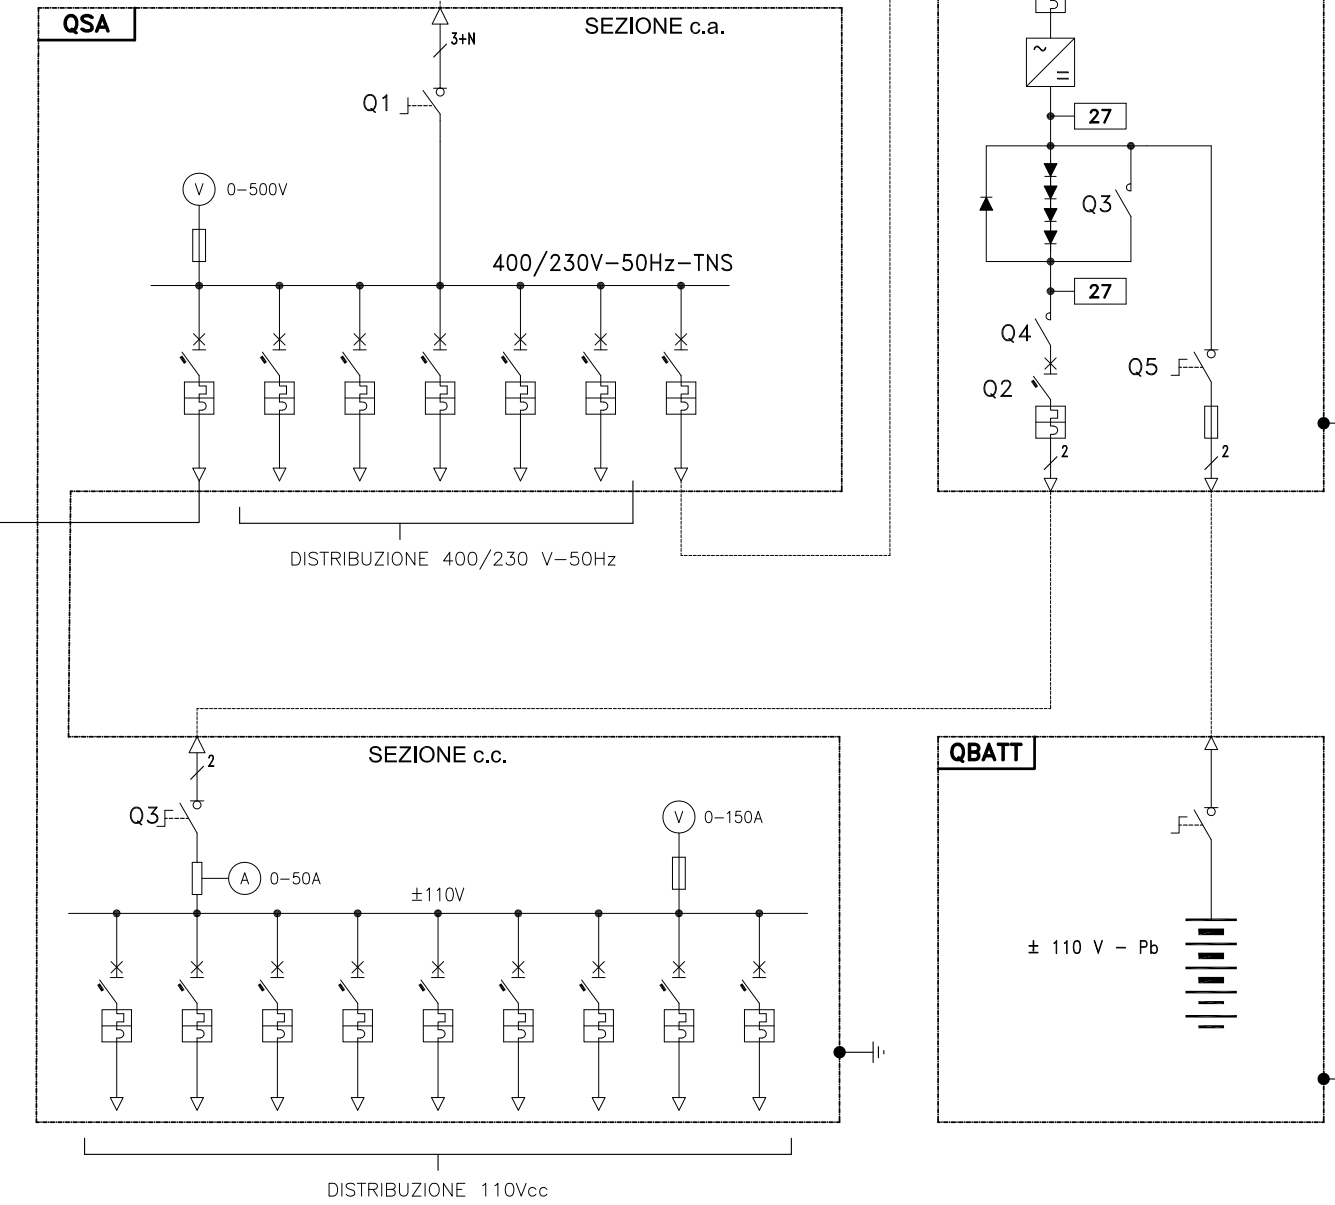 QSA
SEZIONE c.a.
3+N
Q1
27
V 0-500V
Q3
400/230V-50Hz-TNS
27
Q4
Q5
Q2
2
2
DISTRIBUZIONE 400/230 V-50Hz
SEZIONE c.c.
QBATT
2
Q3
V 0-150A
A 0-50A
±110V
± 110 V - Pb
DISTRIBUZIONE 110Vcc